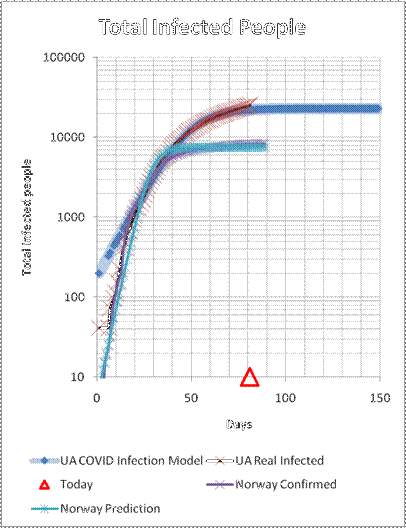 Total Infected People
100000
10000
1000
100
10
0 50 100 150
Total infected people
Days
UA COVID Infection Model UA Real Infected
Today Norway Confirmed
Norway Prediction